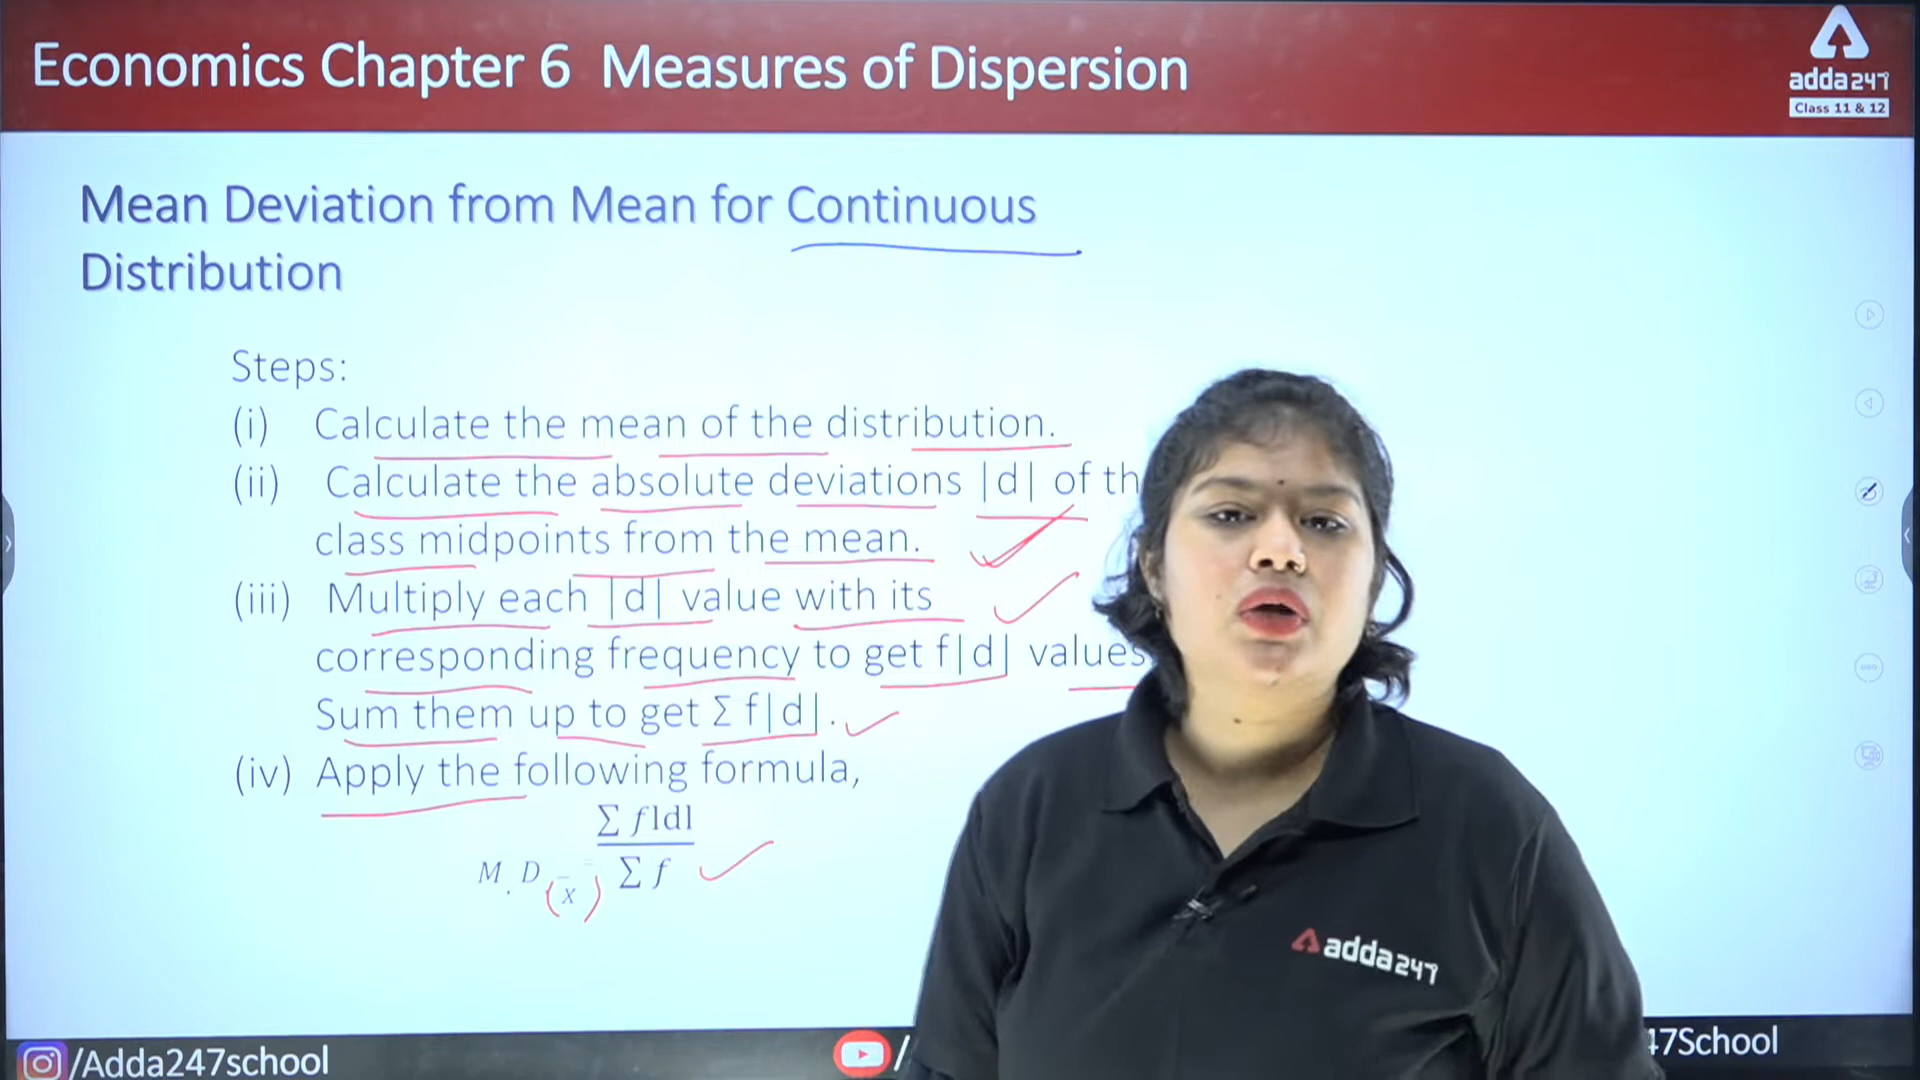 Economics Chapter 6 Measures of Dispersion
adda247
Class 11 & 12
Mean Deviation from Mean for Continuous
Distribution
Steps:
(i) Calculate the mean of the distribution.
(ii) Calculate the absolute deviations |d| of th
class midpoints from the mean.
(iii) Multiply each |d| value with its
corresponding frequency to get f|d| values
Sum them up to get Σ f|d|.
(iv) Apply the following formula,
Σ f|d|
M. D (x̄) Σ f
adda247
/Adda247school
/
47School